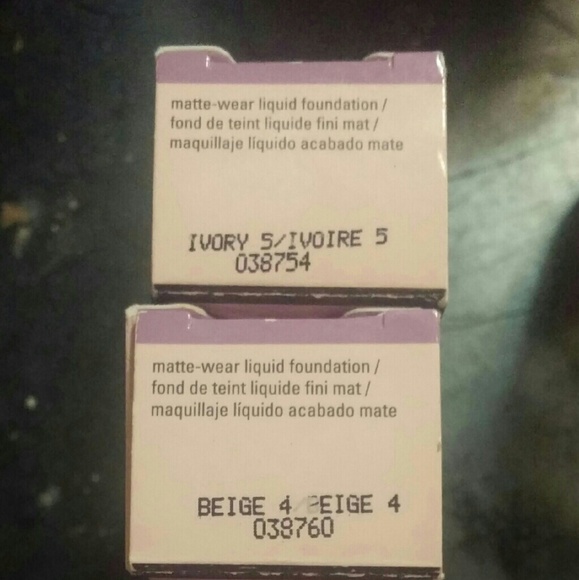 matte-wear liquid foundation /
fond de teint liquide fini mat /
maquillaje líquido acabado mate
IVORY 5/IVOIRE 5
038754
matte-wear liquid foundation /
fond de teint liquide fini mat /
maquillaje líquido acabado mate
BEIGE 4 BEIGE 4
038760